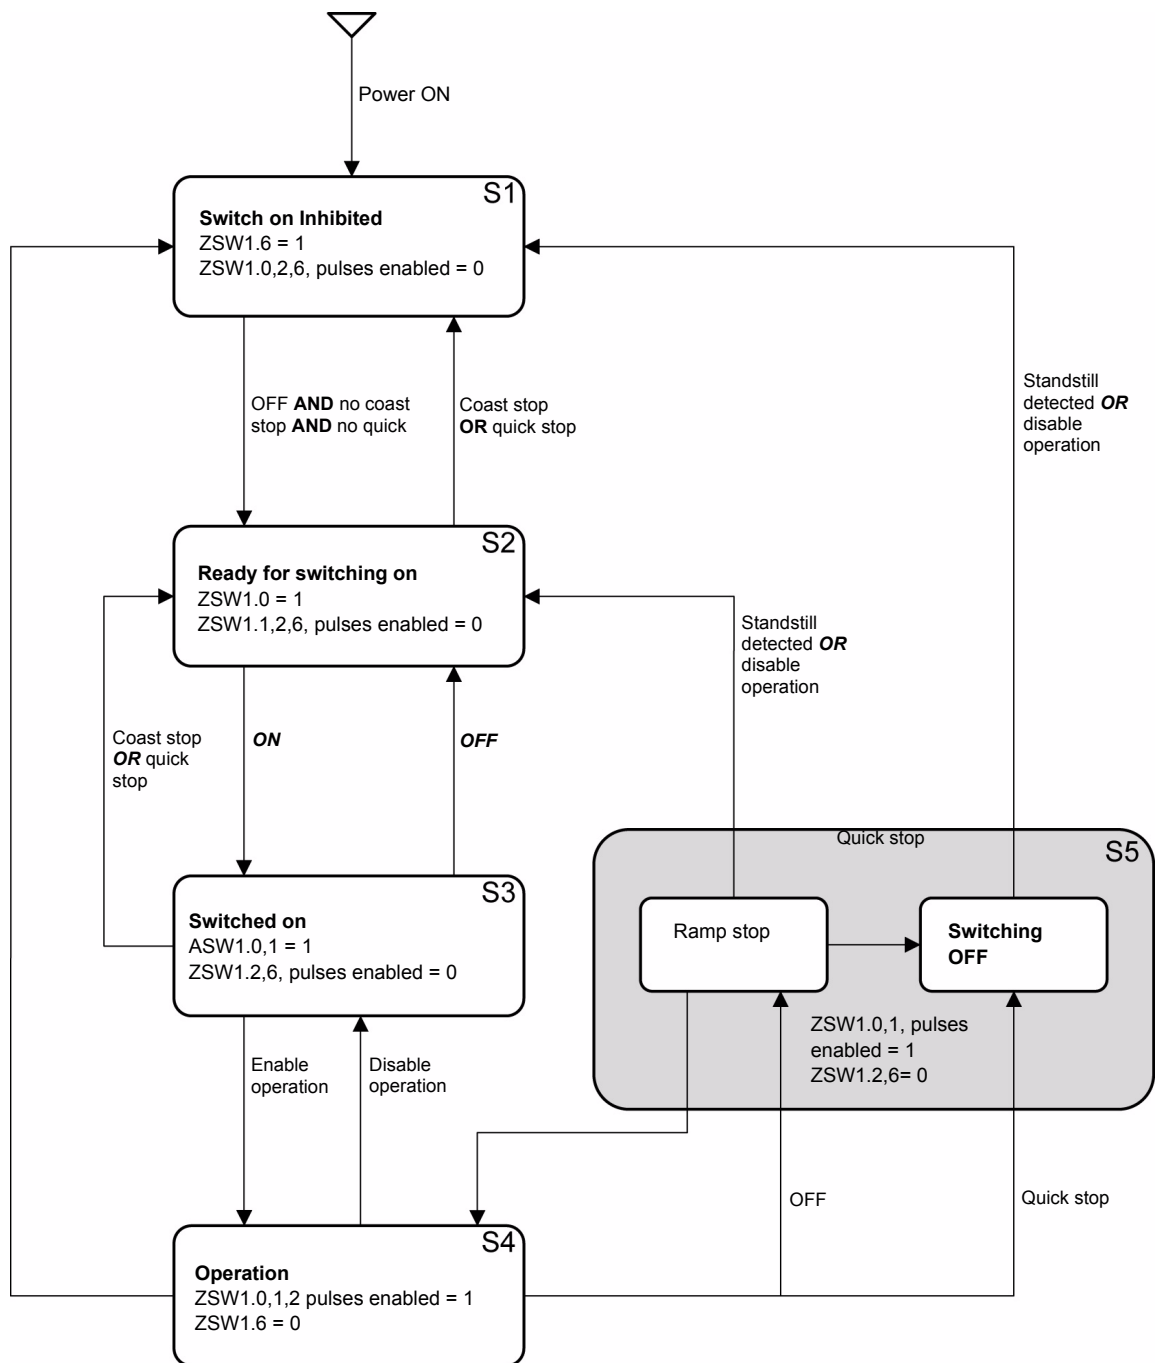 Power ON
S1
Switch on Inhibited
ZSW1.6 = 1
ZSW1.0,2,6, pulses enabled = 0
OFF AND no coast
stop AND no quick
Coast stop
OR quick stop
Standstill
detected OR
disable
operation
S2
Ready for switching on
ZSW1.0 = 1
ZSW1.1,2,6, pulses enabled = 0
Standstill
detected OR
disable
operation
Coast stop
OR quick
stop
ON
OFF
Quick stop
S5
S3
Switched on
ASW1.0,1 = 1
ZSW1.2,6, pulses enabled = 0
Ramp stop
Switching
OFF
ZSW1.0,1, pulses
enabled = 1
ZSW1.2,6= 0
Enable
operation
Disable
operation
OFF
Quick stop
S4
Operation
ZSW1.0,1,2 pulses enabled = 1
ZSW1.6 = 0